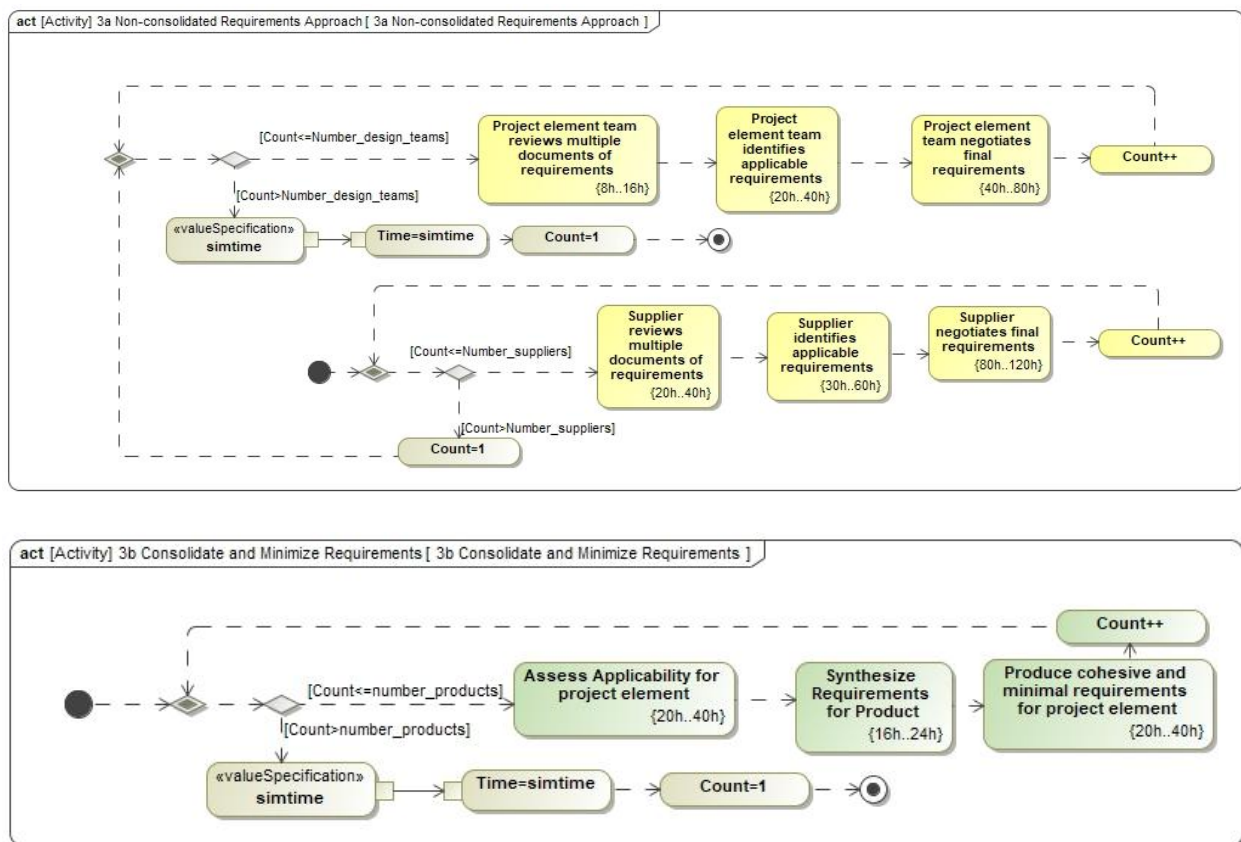 act [Activity] 3a Non-consolidated Requirements Approach [ 3a Non-consolidated Requirements Approach ]
[Count<=Number_design_teams]
Project element team
reviews multiple
documents of
requirements
{8h..16h}
Project
element team
identifies
applicable
requirements
{20h..40h}
Project element
team negotiates
final
requirements
{40h..80h}
Count++
[Count>Number_design_teams]
«valueSpecification»
simtime
Time=simtime
Count=1
[Count<=Number_suppliers]
Supplier
reviews
multiple
documents of
requirements
{20h..40h}
Supplier
identifies
applicable
requirements
{30h..60h}
Supplier
negotiates final
requirements
{80h..120h}
Count++
[Count>Number_suppliers]
Count=1
act [Activity] 3b Consolidate and Minimize Requirements [ 3b Consolidate and Minimize Requirements ]
Count++
[Count<=number_products]
Assess Applicability for
project element
{20h..40h}
Synthesize
Requirements
for Product
{16h..24h}
Produce cohesive and
minimal requirements
for project element
{20h..40h}
[Count>number_products]
«valueSpecification»
simtime
Time=simtime
Count=1